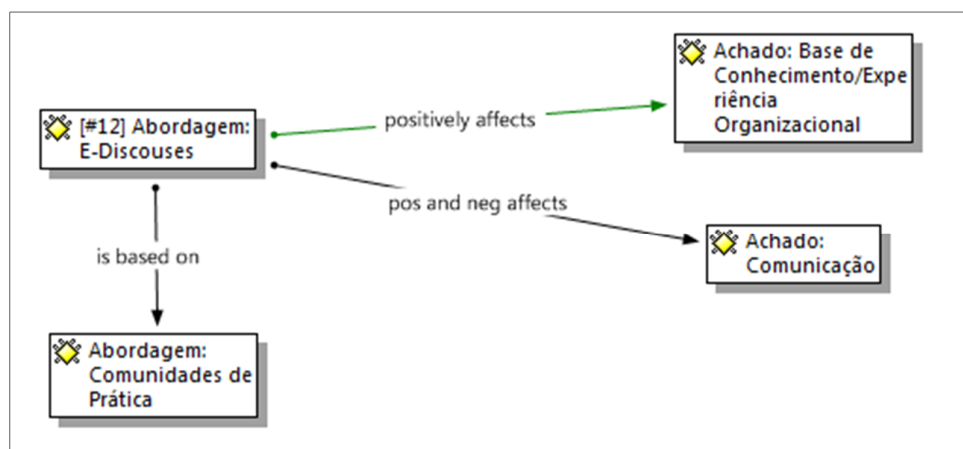 [#12] Abordagem:
E-Discouses
positively affects
Achado: Base de
Conhecimento/Expe
riência
Organizacional
pos and neg affects
Achado:
Comunicação
is based on
Abordagem:
Comunidades de
Prática